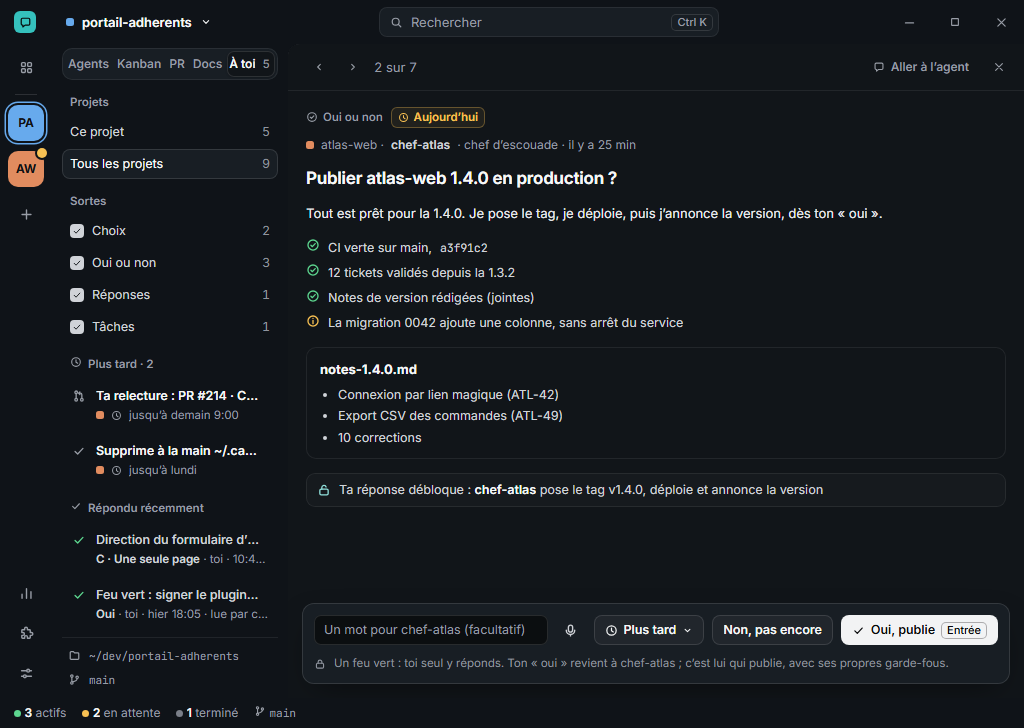 portail-adherents
Rechercher
Ctrl K
Agents Kanban PR Docs À toi 5
2 sur 7
Aller à l'agent
PA
AW
Projets
Ce projet 5
Tous les projets 9
Sortes
Choix 2
Oui ou non 3
Réponses 1
Tâches 1
Plus tard · 2
Ta relecture : PR #214 · C...
jusqu'à demain 9:00
Supprime à la main ~/.ca...
jusqu'à lundi
Répondu récemment
Direction du formulaire d'...
C · Une seule page · toi · 10:4...
Feu vert : signer le plugin...
Oui · toi · hier 18:05 · lue par c...
~/dev/portail-adherents
main
Oui ou non Aujourd'hui
atlas-web · chef-atlas · chef d'escouade · il y a 25 min
Publier atlas-web 1.4.0 en production ?
Tout est prêt pour la 1.4.0. Je pose le tag, je déploie, puis j'annonce la version, dès ton « oui ».
CI verte sur main, a3f91c2
12 tickets validés depuis la 1.3.2
Notes de version rédigées (jointes)
La migration 0042 ajoute une colonne, sans arrêt du service
notes-1.4.0.md
• Connexion par lien magique (ATL-42)
• Export CSV des commandes (ATL-49)
• 10 corrections
Ta réponse débloque : chef-atlas pose le tag v1.4.0, déploie et annonce la version
Un mot pour chef-atlas (facultatif)
Plus tard
Non, pas encore
Oui, publie Entrée
Un feu vert : toi seul y réponds. Ton « oui » revient à chef-atlas ; c'est lui qui publie, avec ses propres garde-fous.
3 actifs 2 en attente 1 terminé main